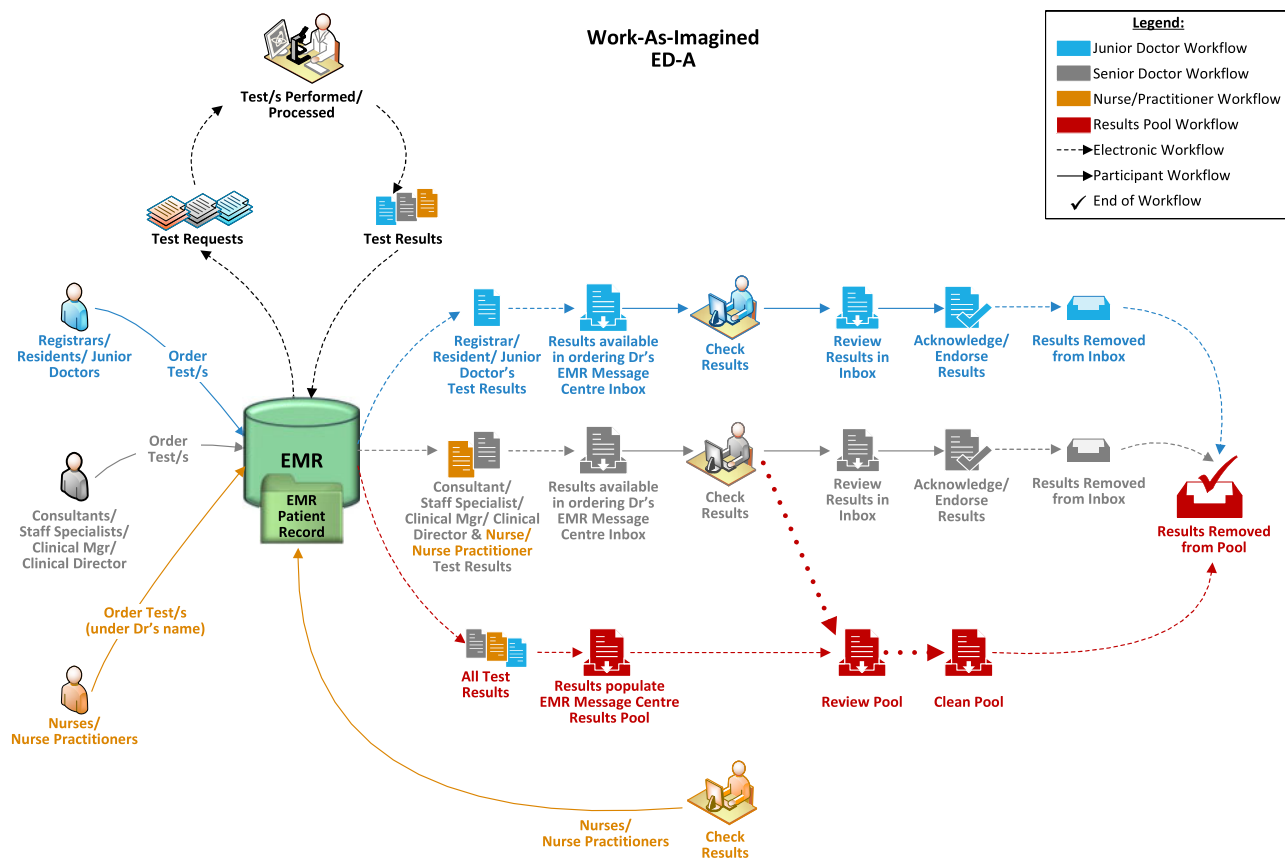 Work-As-Imagined
ED-A
Legend:
Junior Doctor Workflow
Senior Doctor Workflow
Nurse/Practitioner Workflow
Results Pool Workflow
Electronic Workflow
Participant Workflow
End of Workflow
Test/s Performed/
Processed
Test Requests
Test Results
Registrars/
Residents/ Junior
Doctors
Order
Test/s
Registrar/
Resident/ Junior
Doctor's
Test Results
Results available
in ordering Dr's
EMR Message
Centre Inbox
Check
Results
Review
Results in
Inbox
Acknowledge/
Endorse
Results
Results Removed
from Inbox
Consultants/
Staff Specialists/
Clinical Mgr/
Clinical Director
Order
Test/s
EMR
EMR
Patient
Record
Consultant/
Staff Specialist/
Clinical Mgr/ Clinical
Director & Nurse/
Nurse Practitioner
Test Results
Results available
in ordering Dr's
EMR Message
Centre Inbox
Check
Results
Review
Results in
Inbox
Acknowledge/
Endorse
Results
Results Removed
from Inbox
Results Removed
from Pool
Order Test/s
(under Dr's name)
Nurses/
Nurse Practitioners
All Test
Results
Results populate
EMR Message Centre
Results Pool
Review Pool
Clean Pool
Nurses/
Nurse Practitioners
Check
Results